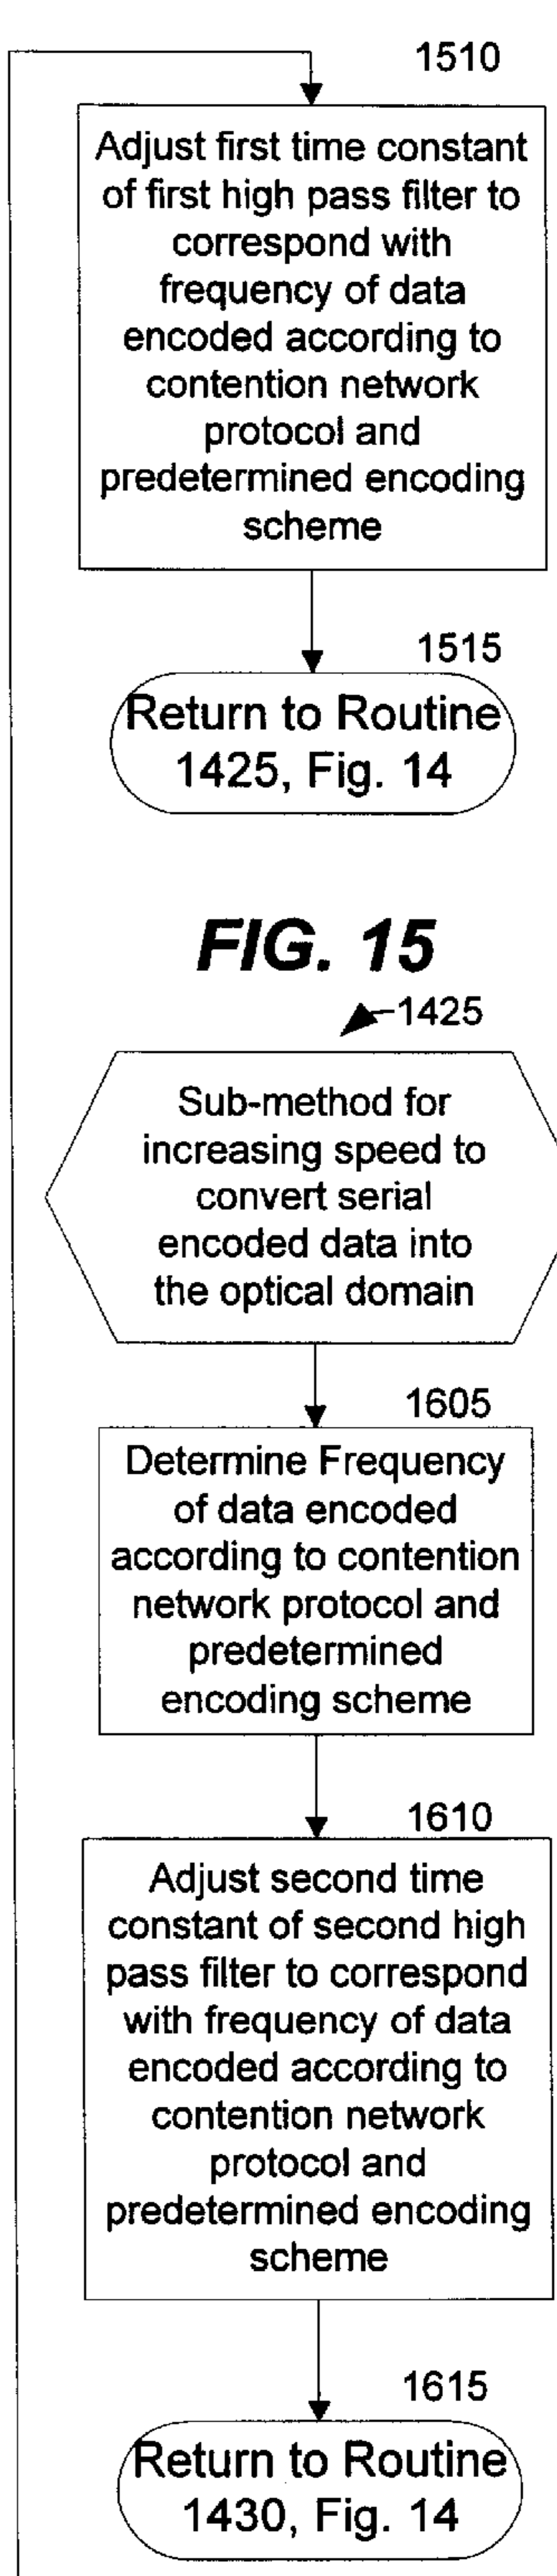 1510
Adjust first time constant
of first high pass filter to
correspond with
frequency of data
encoded according to
contention network
protocol and
predetermined encoding
scheme
1515
Return to Routine
1425, Fig. 14
FIG. 15
1425
Sub-method for
increasing speed to
convert serial
encoded data into
the optical domain
1605
Determine Frequency
of data encoded
according to contention
network protocol and
predetermined
encoding scheme
1610
Adjust second time
constant of second high
pass filter to correspond
with frequency of data
encoded according to
contention network
protocol and
predetermined encoding
scheme
1615
Return to Routine
1430, Fig. 14